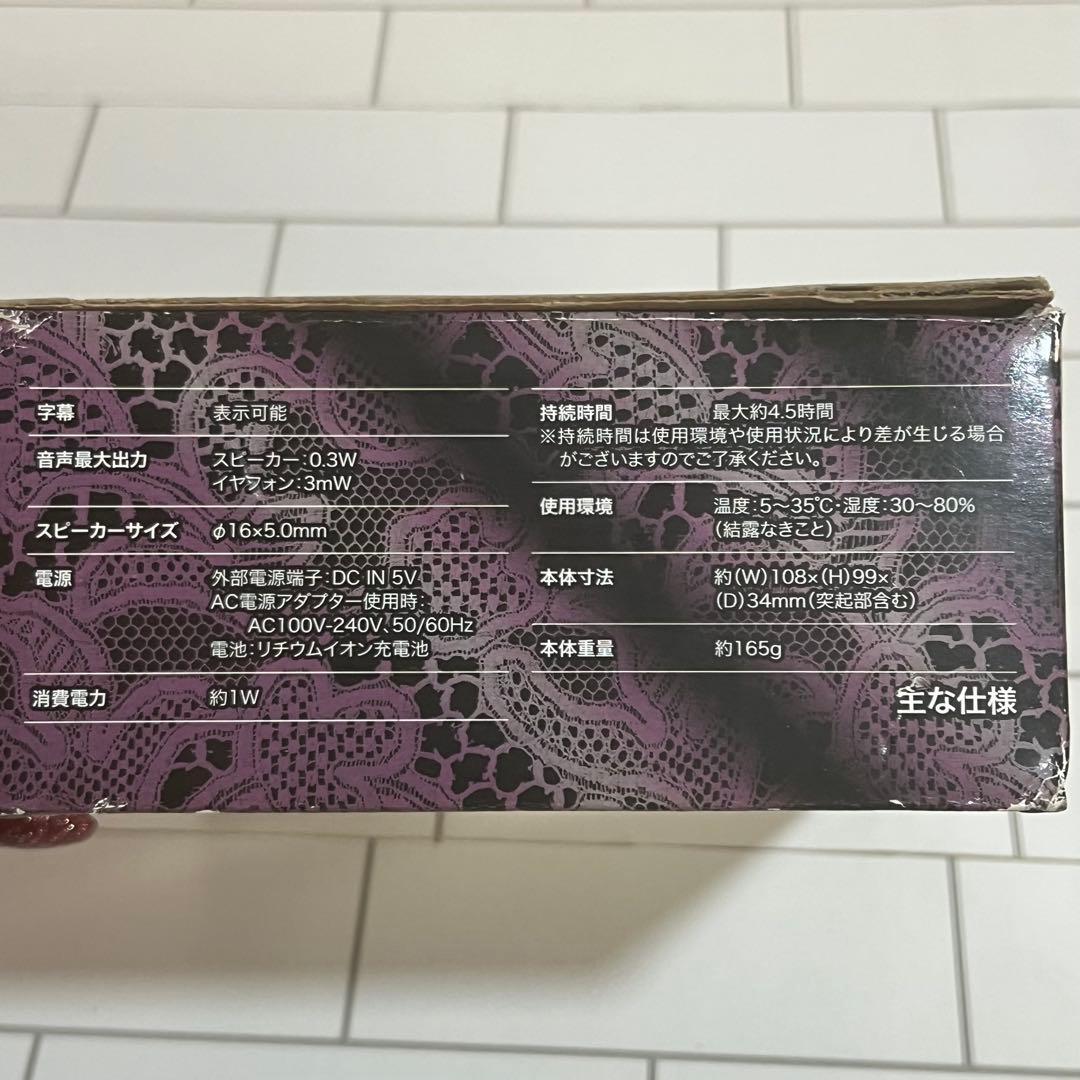 字幕 表示可能
音声最大出力 スピーカー:0.3W
イヤフォン:3mW
スピーカーサイズ φ16×5.0mm
電源 外部電源端子:DC IN 5V
AC電源アダプター使用時:
AC100V-240V、50/60Hz
電池:リチウムイオン充電池
消費電力 約1W
持続時間 最大約4.5時間
※持続時間は使用環境や使用状況により差が生じる場合
がございますのでご了承ください。
使用環境 温度:5〜35℃・湿度:30〜80%
(結露なきこと)
本体寸法 約(W)108×(H)99×
(D)34mm(突起部含む)
本体重量 約165g
主な仕様